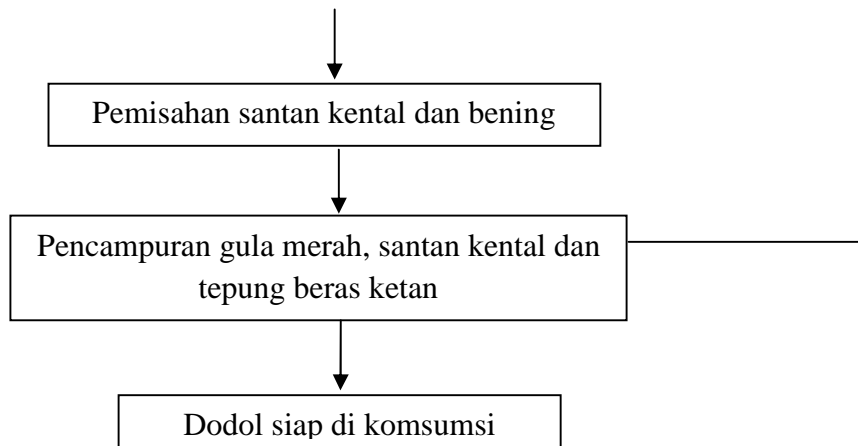 Pemisahan santan kental dan bening
Pencampuran gula merah, santan kental dan
tepung beras ketan
Dodol siap di komsumsi